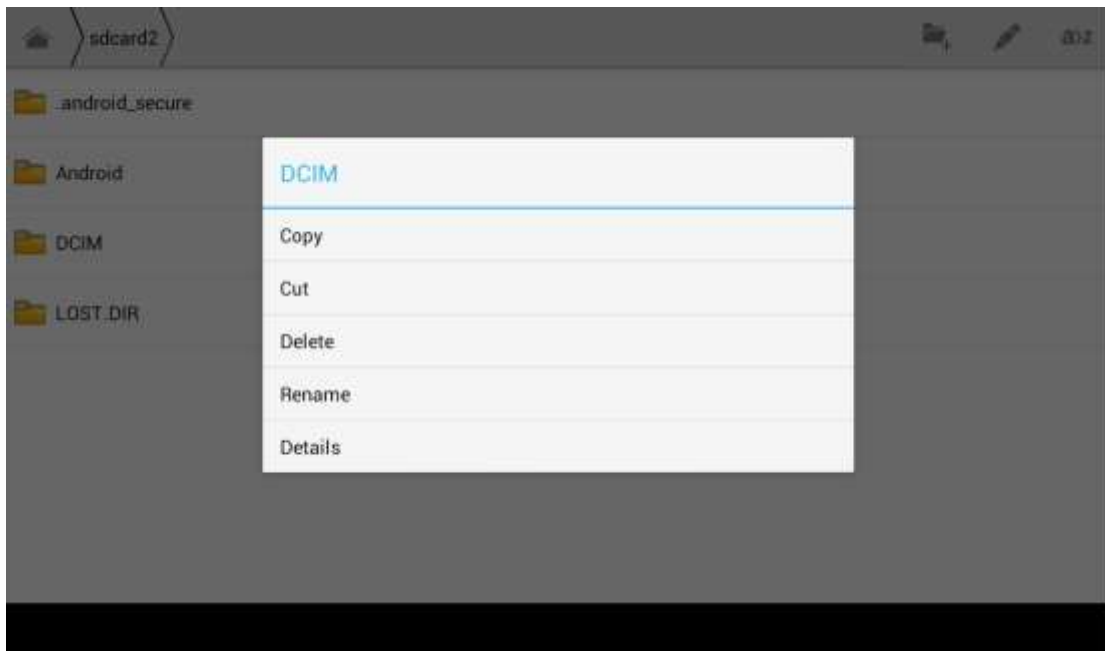 sdcard2
.android_secure
Android
DCIM
LOST.DIR
DCIM
Copy
Cut
Delete
Rename
Details